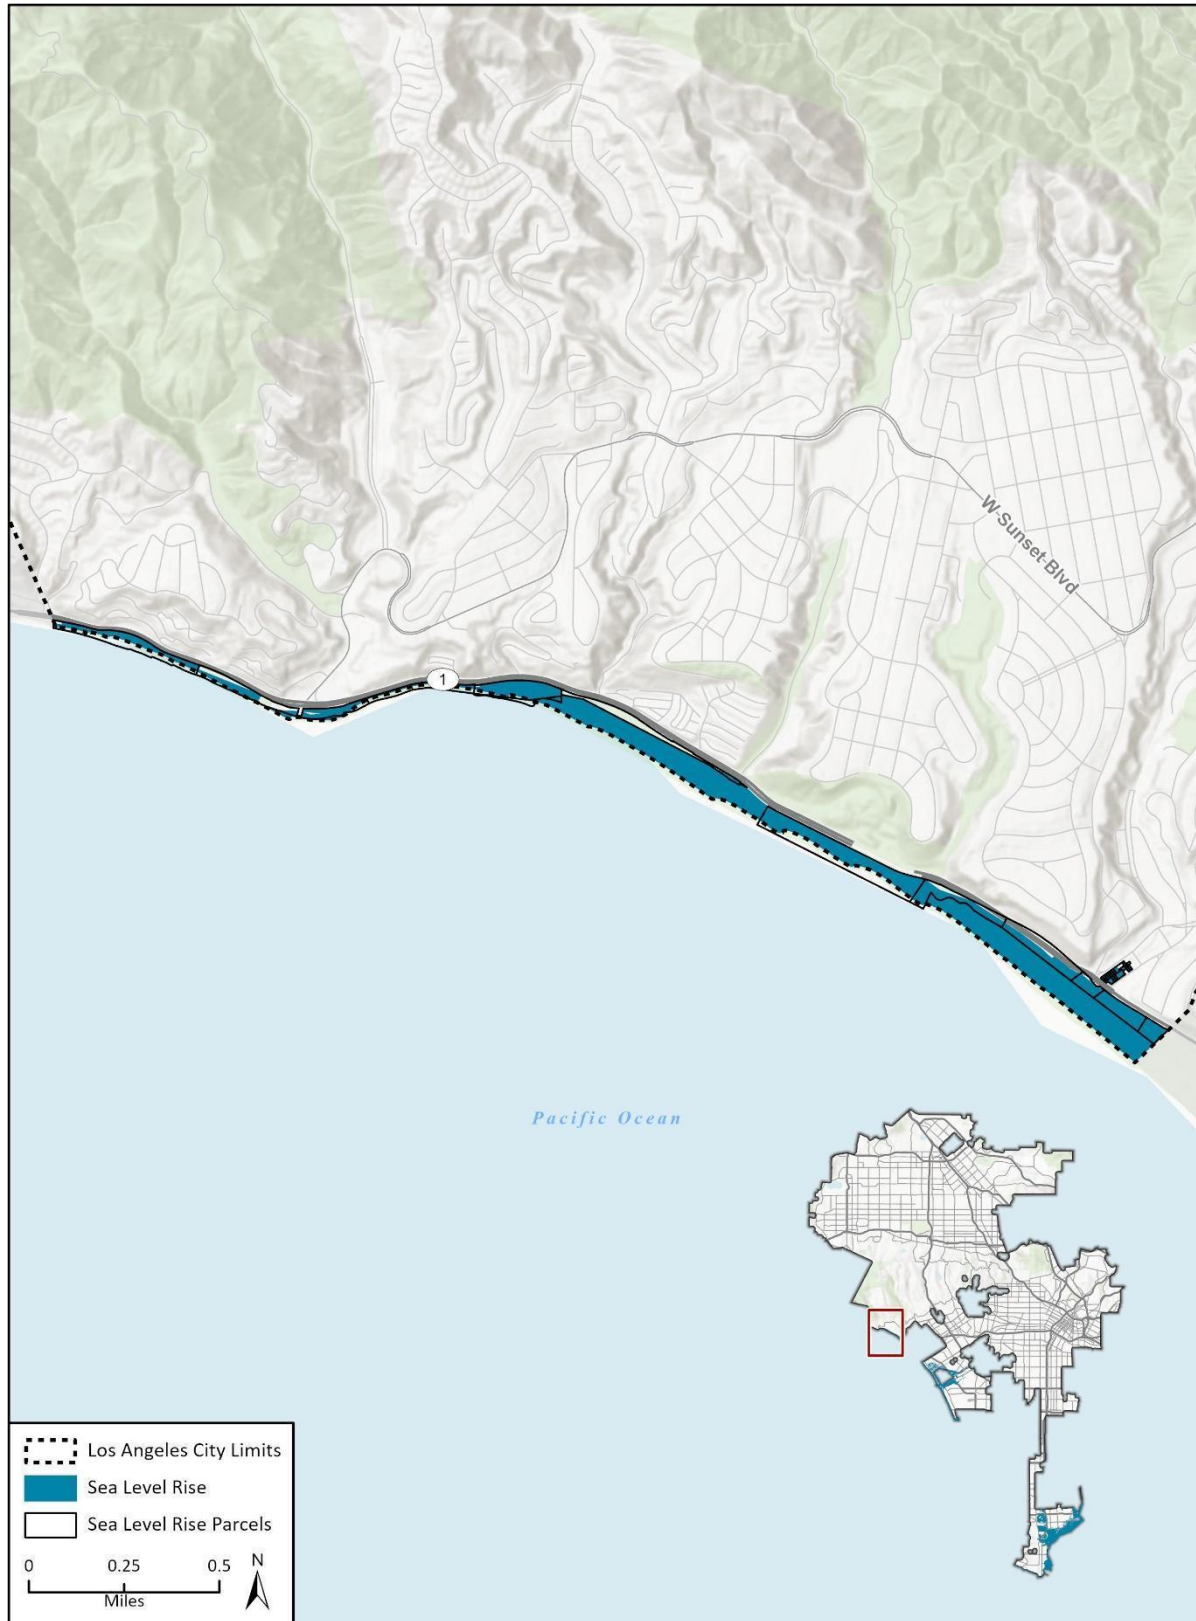 W Sunset Blvd
1
Pacific Ocean
Los Angeles City Limits
Sea Level Rise
Sea Level Rise Parcels
0 0.25 0.5
Miles
N